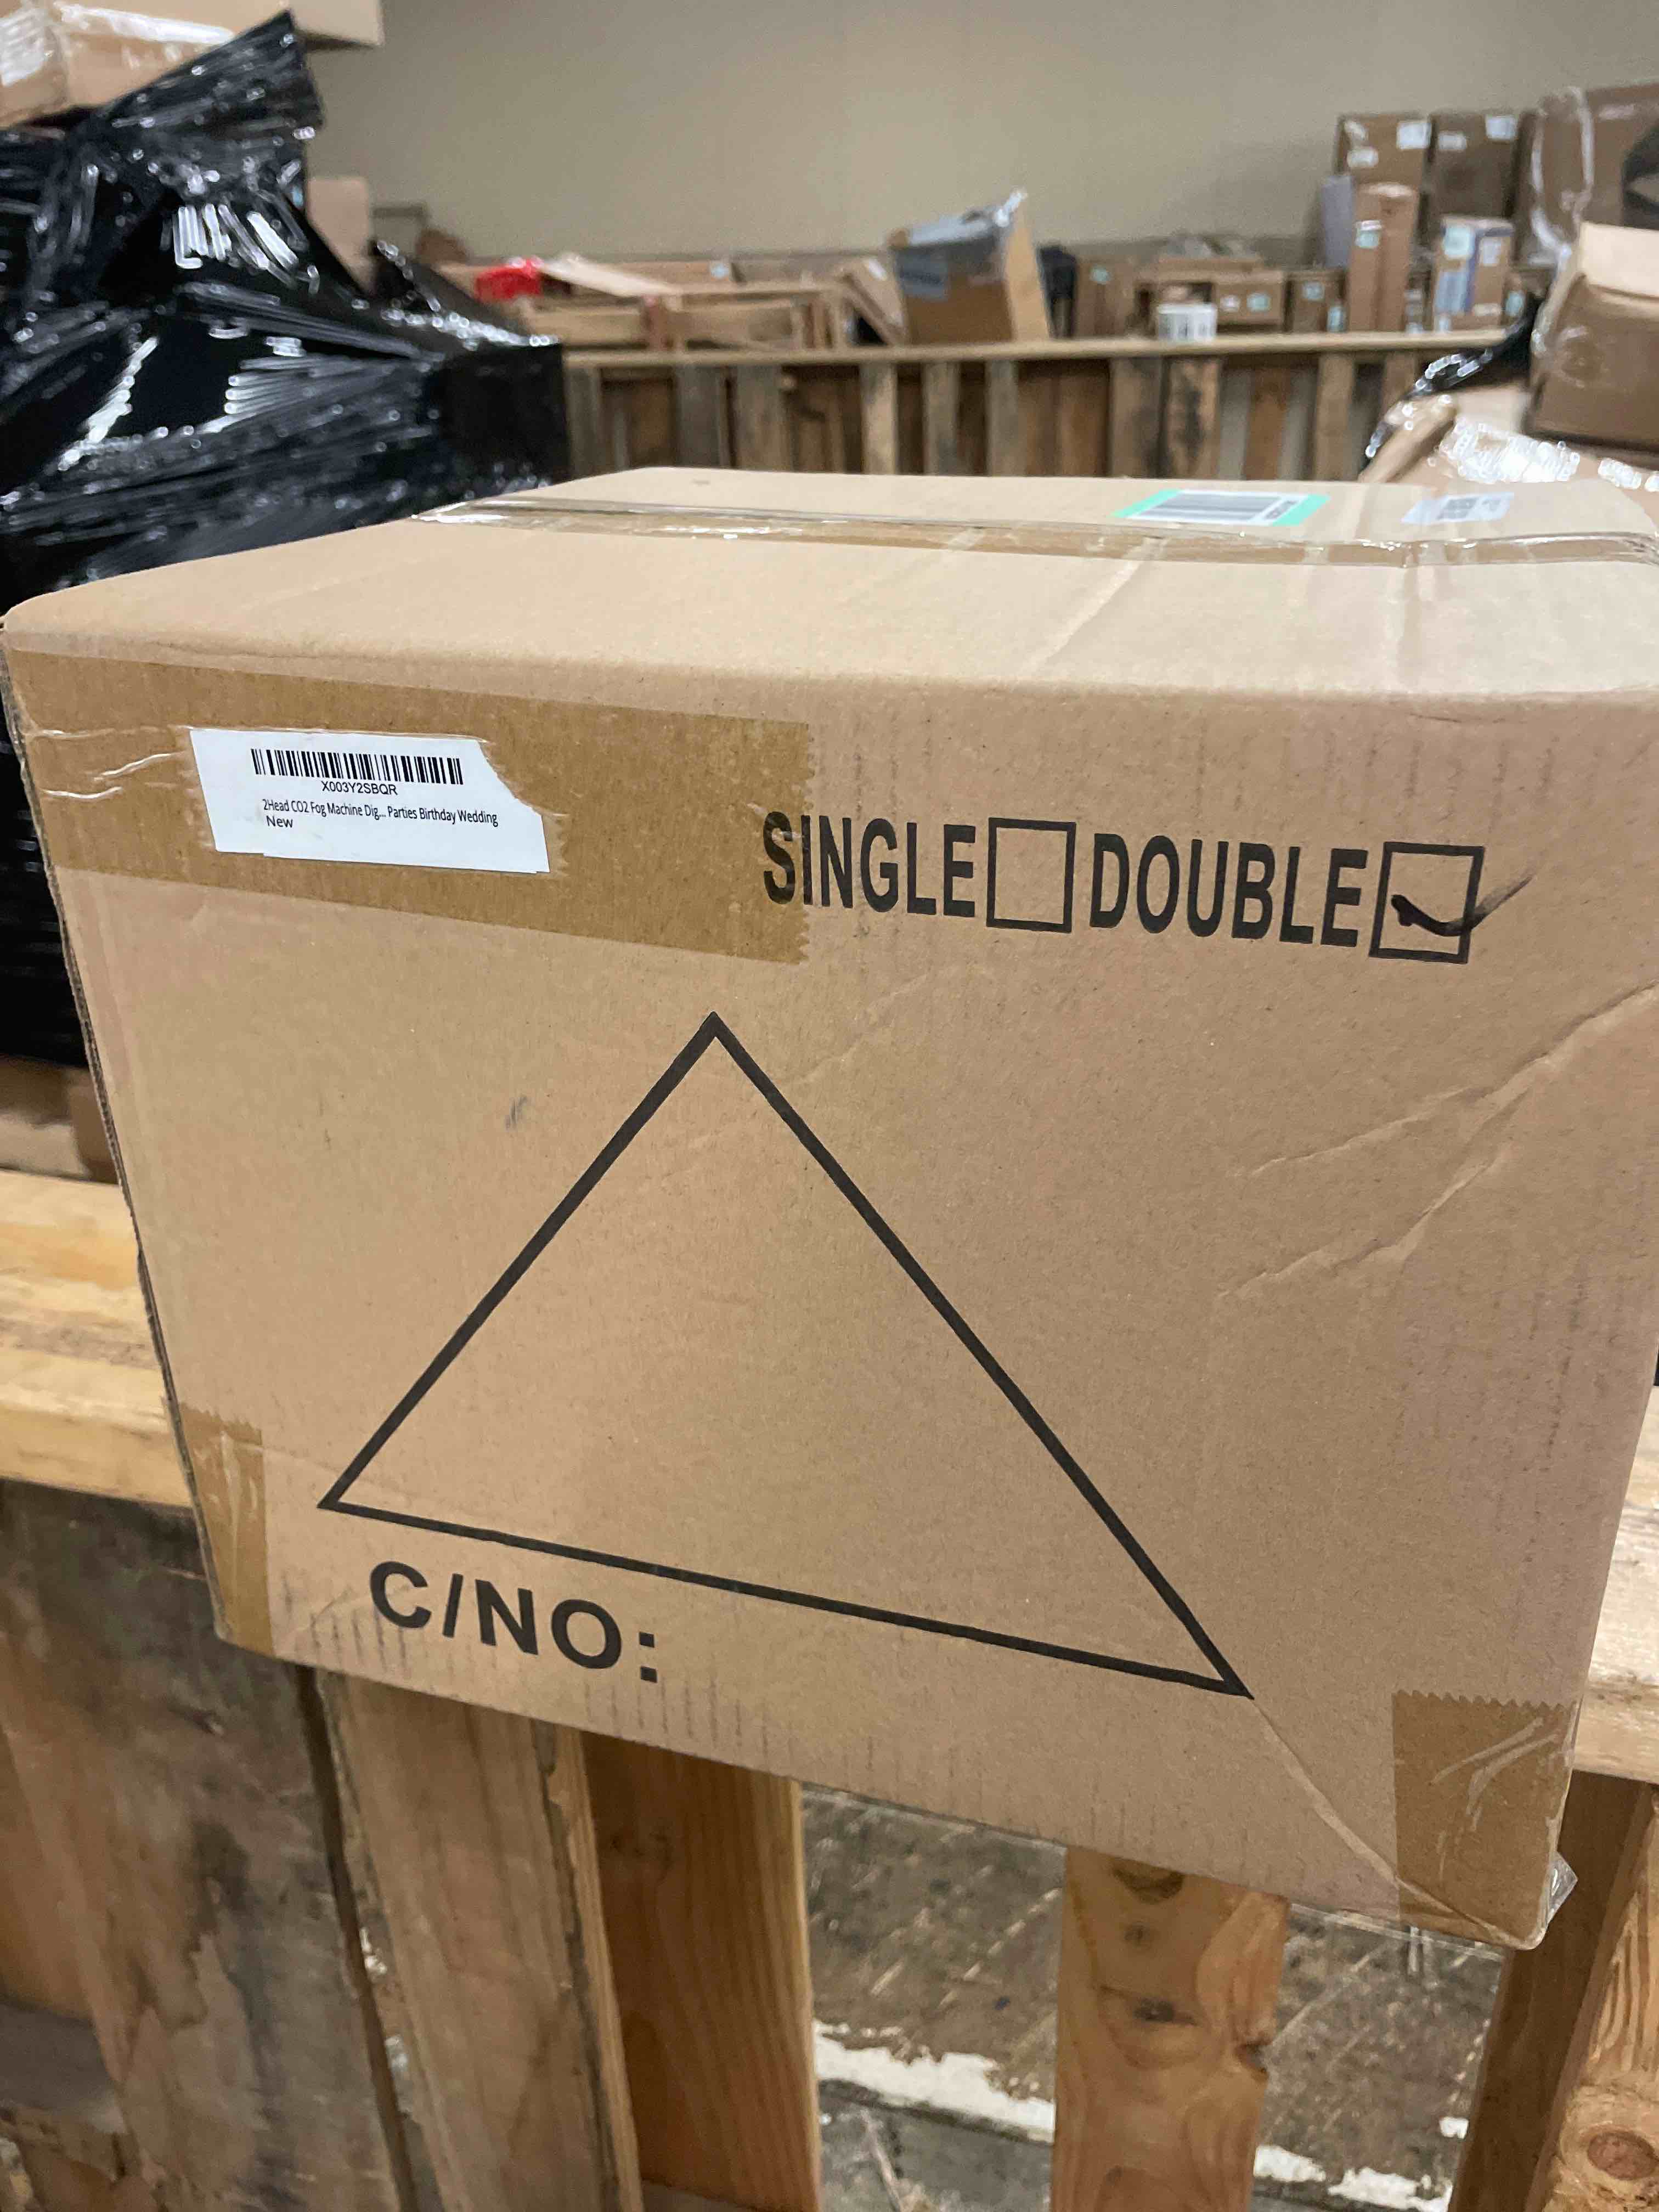 X003Y2SBQR
2Head CO2 Fog Machine Dig... Parties Birthday Wedding
New
SINGLE DOUBLE
C/NO: